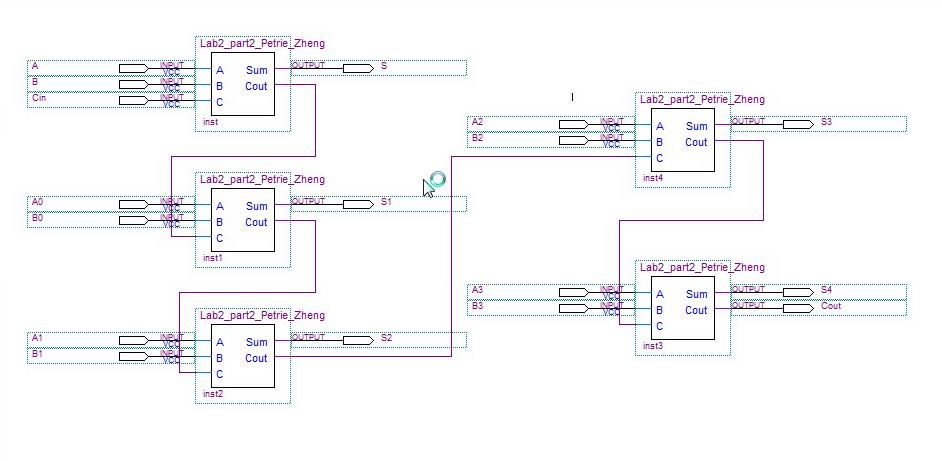 Lab2_part2_Petrie_Zheng
A INPUT VCC A Sum OUTPUT S
B INPUT VCC B Cout
Cin INPUT VCC C
inst
Lab2_part2_Petrie_Zheng
A0 INPUT VCC A Sum OUTPUT S1
B0 INPUT VCC B Cout
C
inst1
Lab2_part2_Petrie_Zheng
A1 INPUT VCC A Sum OUTPUT S2
B1 INPUT VCC B Cout
C
inst2
Lab2_part2_Petrie_Zheng
A2 INPUT VCC A Sum OUTPUT S3
B2 INPUT VCC B Cout
C
inst4
Lab2_part2_Petrie_Zheng
A3 INPUT VCC A Sum OUTPUT S4
B3 INPUT VCC B Cout OUTPUT Cout
C
inst3